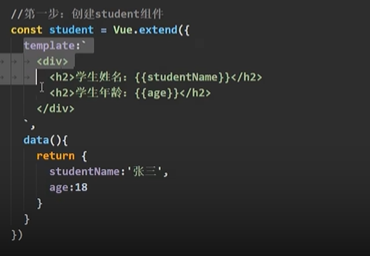 //第一步：创建student组件
const student = Vue.extend({
template:`
<div>
<h2>学生姓名：{{studentName}}</h2>
<h2>学生年龄：{{age}}</h2>
</div>
`,
data(){
return {
studentName:'张三',
age:18
}
}
})